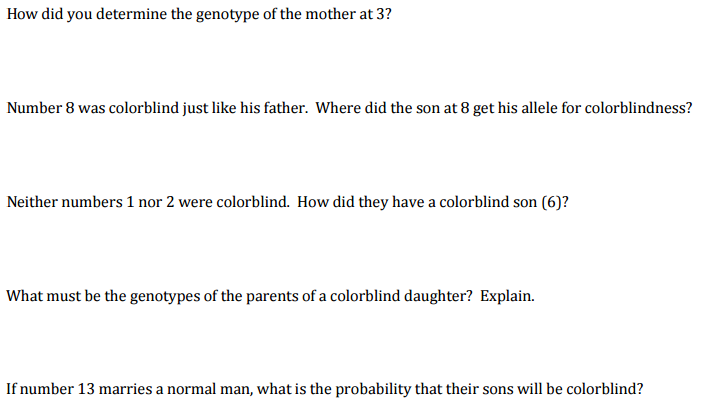 How did you determine the genotype of the mother at 3?
Number 8 was colorblind just like his father.  Where did the son at 8 get his allele for colorblindness?
Neither numbers 1 nor 2 were colorblind.  How did they have a colorblind son (6)?
What must be the genotypes of the parents of a colorblind daughter?  Explain.
If number 13 marries a normal man, what is the probability that their sons will be colorblind?